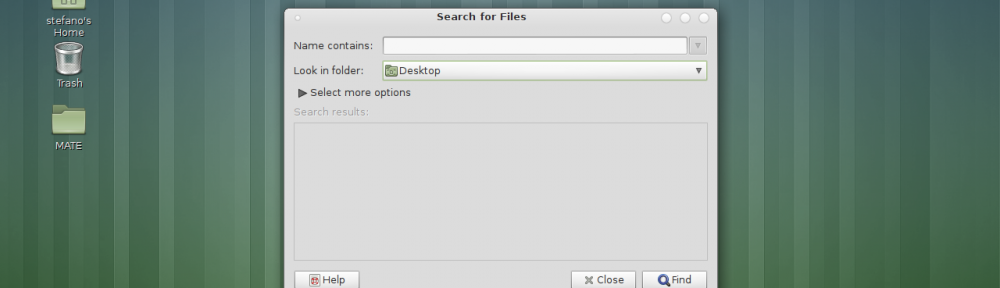 stefano's
Home
Trash
MATE
Search for Files
Name contains:
Look in folder:
Desktop
Select more options
Search results:
Help
Close
Find